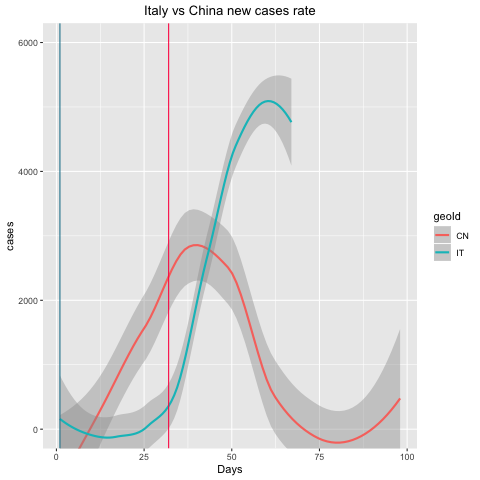 Italy vs China new cases rate
6000
4000
2000
0
cases
0 25 50 75 100
Days
geoId
CN
IT